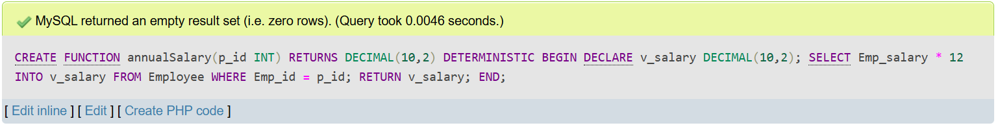 MySQL returned an empty result set (i.e. zero rows). (Query took 0.0046 seconds.)
CREATE FUNCTION annualSalary(p_id INT) RETURNS DECIMAL(10,2) DETERMINISTIC BEGIN DECLARE v_salary DECIMAL(10,2); SELECT Emp_salary * 12
INTO v_salary FROM Employee WHERE Emp_id = p_id; RETURN v_salary; END;
[ Edit inline ] [ Edit ] [ Create PHP code ]